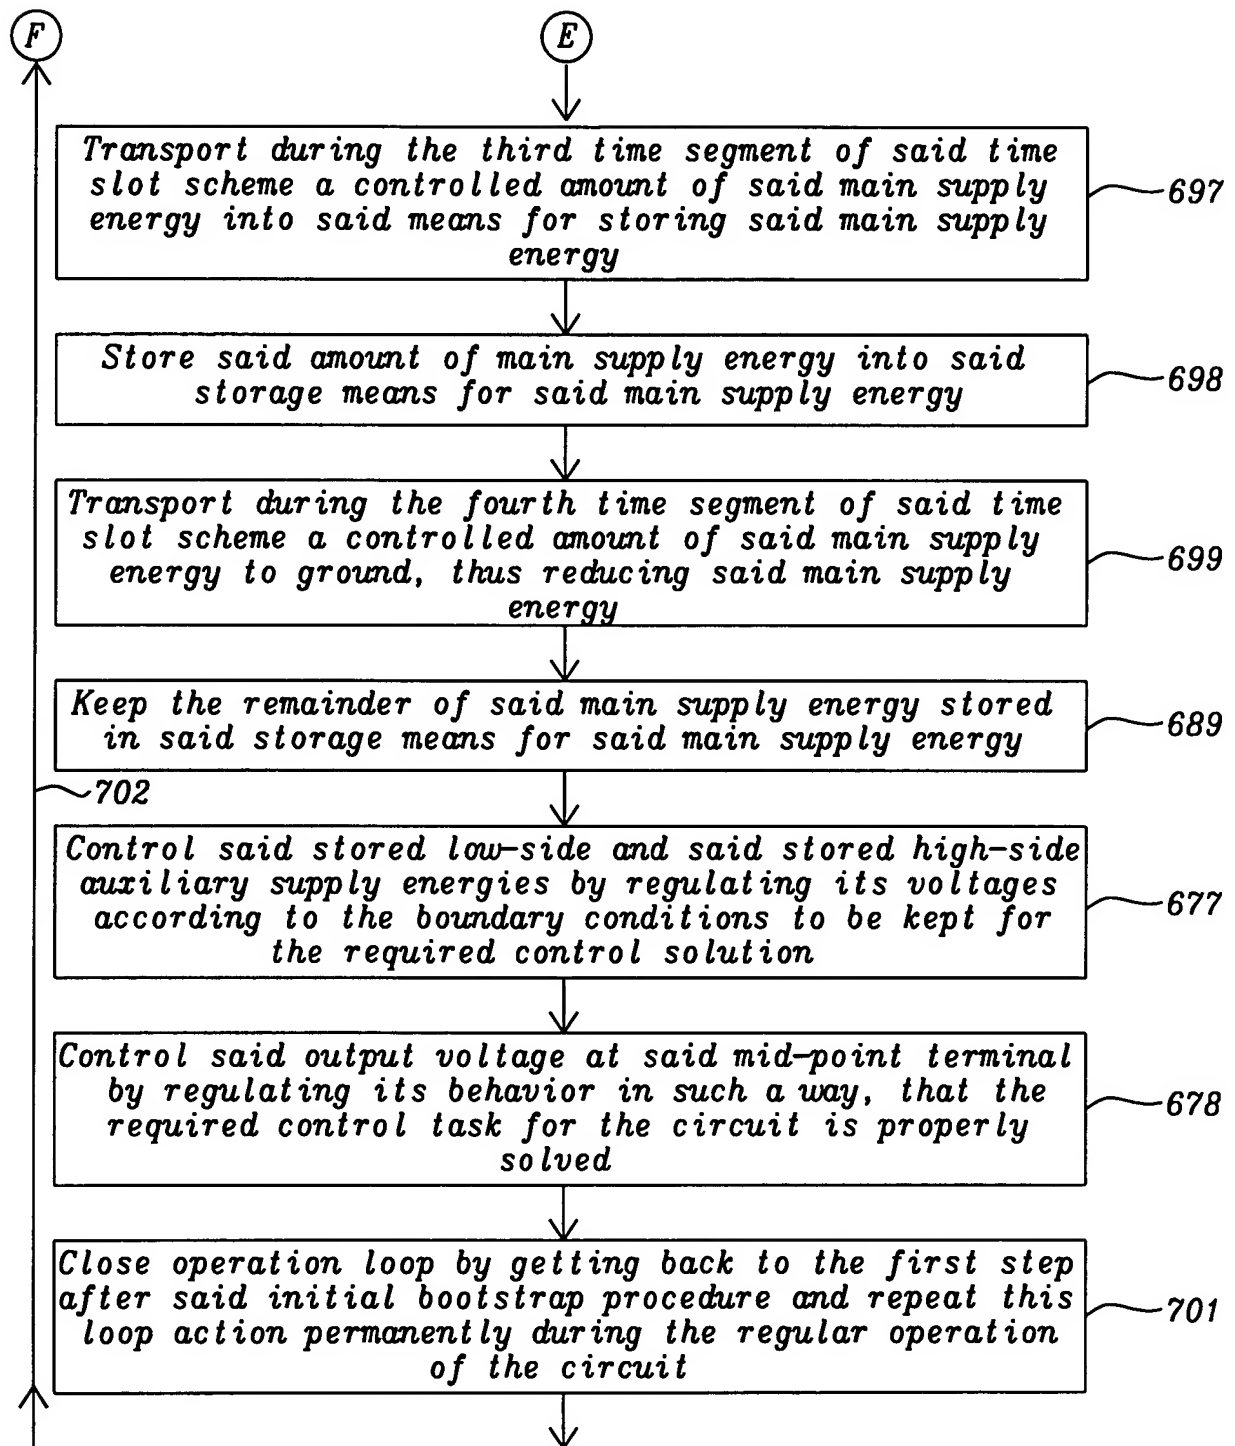 F
E
Transport during the third time segment of said time
slot scheme a controlled amount of said main supply
energy into said means for storing said main supply
energy
697
Store said amount of main supply energy into said
storage means for said main supply energy
698
Transport during the fourth time segment of said time
slot scheme a controlled amount of said main supply
energy to ground, thus reducing said main supply
energy
699
Keep the remainder of said main supply energy stored
in said storage means for said main supply energy
689
702
Control said stored low-side and said stored high-side
auxiliary supply energies by regulating its voltages
according to the boundary conditions to be kept for
the required control solution
677
Control said output voltage at said mid-point terminal
by regulating its behavior in such a way, that the
required control task for the circuit is properly
solved
678
Close operation loop by getting back to the first step
after said initial bootstrap procedure and repeat this
loop action permanently during the regular operation
of the circuit
701